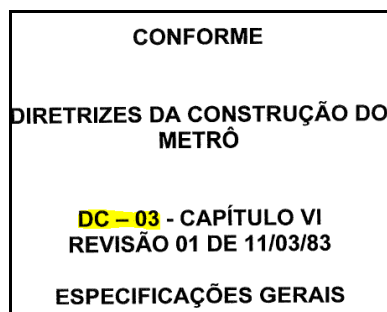 CONFORME
DIRETRIZES DA CONSTRUÇÃO DO
METRÔ
DC – 03 - CAPÍTULO VI
REVISÃO 01 DE 11/03/83
ESPECIFICAÇÕES GERAIS